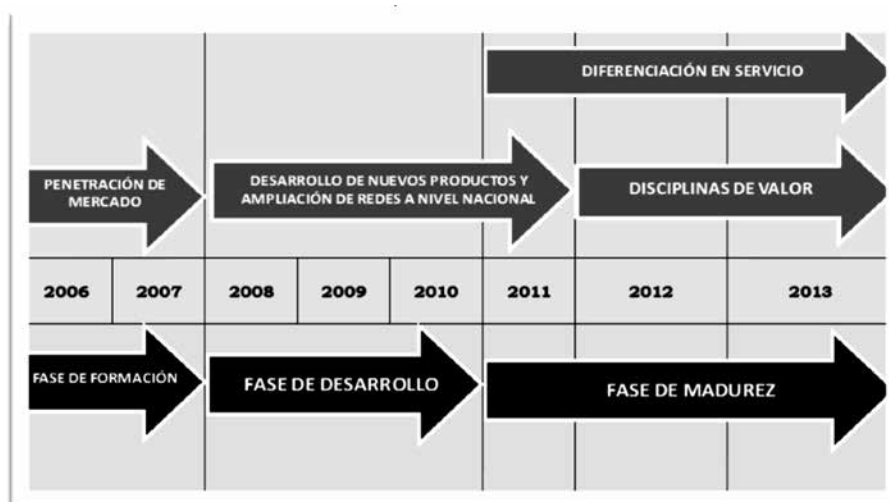 DIFERENCIACIÓN EN SERVICIO
PENETRACIÓN DE
MERCADO
DESARROLLO DE NUEVOS PRODUCTOS Y
AMPLIACIÓN DE REDES A NIVEL NACIONAL
DISCIPLINAS DE VALOR
2006 2007 2008 2009 2010 2011 2012 2013
FASE DE FORMACIÓN
FASE DE DESARROLLO
FASE DE MADUREZ